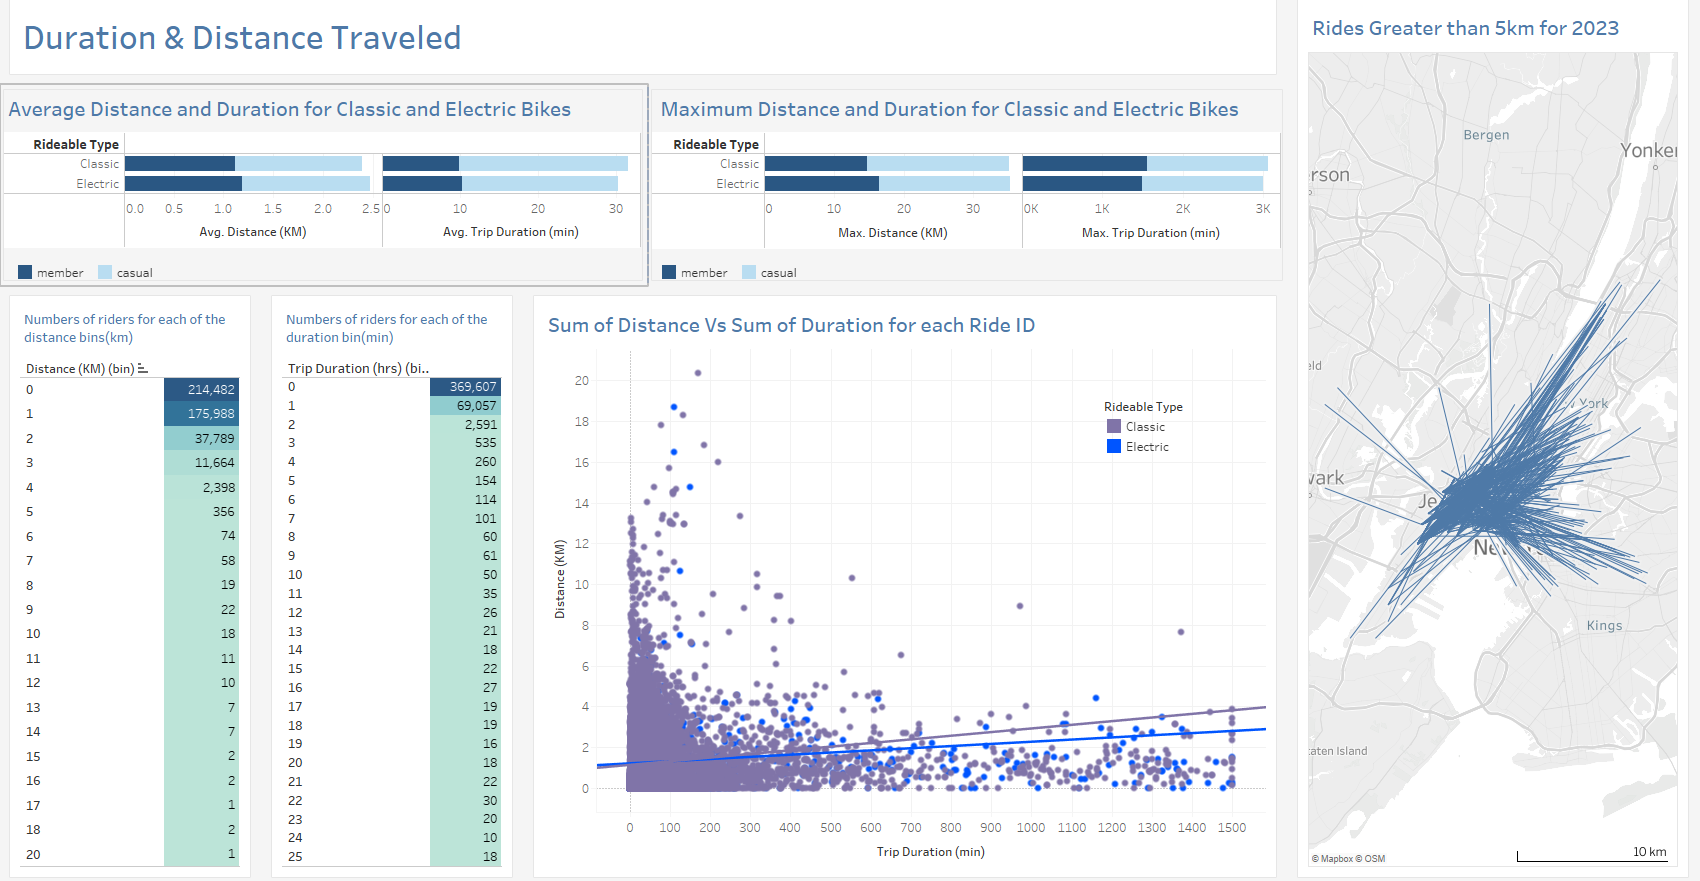 Duration & Distance Traveled
Average Distance and Duration for Classic and Electric Bikes
Rideable Type
Classic
Electric
0.0 0.5 1.0 1.5 2.0 2.5 0 10 20 30
Avg. Distance (KM) Avg. Trip Duration (min)
member casual
Maximum Distance and Duration for Classic and Electric Bikes
Rideable Type
Classic
Electric
0 10 20 30 0K 1K 2K 3K
Max. Distance (KM) Max. Trip Duration (min)
member casual
Numbers of riders for each of the
distance bins(km)
Distance (KM) (bin)
0 214,482
1 175,988
2 37,789
3 11,664
4 2,398
5 356
6 74
7 58
8 19
9 22
10 18
11 11
12 10
13 7
14 7
15 2
16 2
17 1
18 2
20 1
Numbers of riders for each of the
duration bin(min)
Trip Duration (hrs) (bi..
0 369,607
1 69,057
2 2,591
3 535
4 260
5 154
6 114
7 101
8 60
9 61
10 50
11 35
12 26
13 21
14 18
15 22
16 27
17 19
18 19
19 16
20 18
21 22
22 30
23 20
24 10
25 18
Sum of Distance Vs Sum of Duration for each Ride ID
Rideable Type
Classic
Electric
Distance (KM)
20
18
16
14
12
10
8
6
4
2
0
0 100 200 300 400 500 600 700 800 900 1000 1100 1200 1300 1400 1500
Trip Duration (min)
Rides Greater than 5km for 2023
Bergen
Yonker
rson
eld
York
wark
Je
Ne
Kings
taten Island
10 km
© Mapbox © OSM